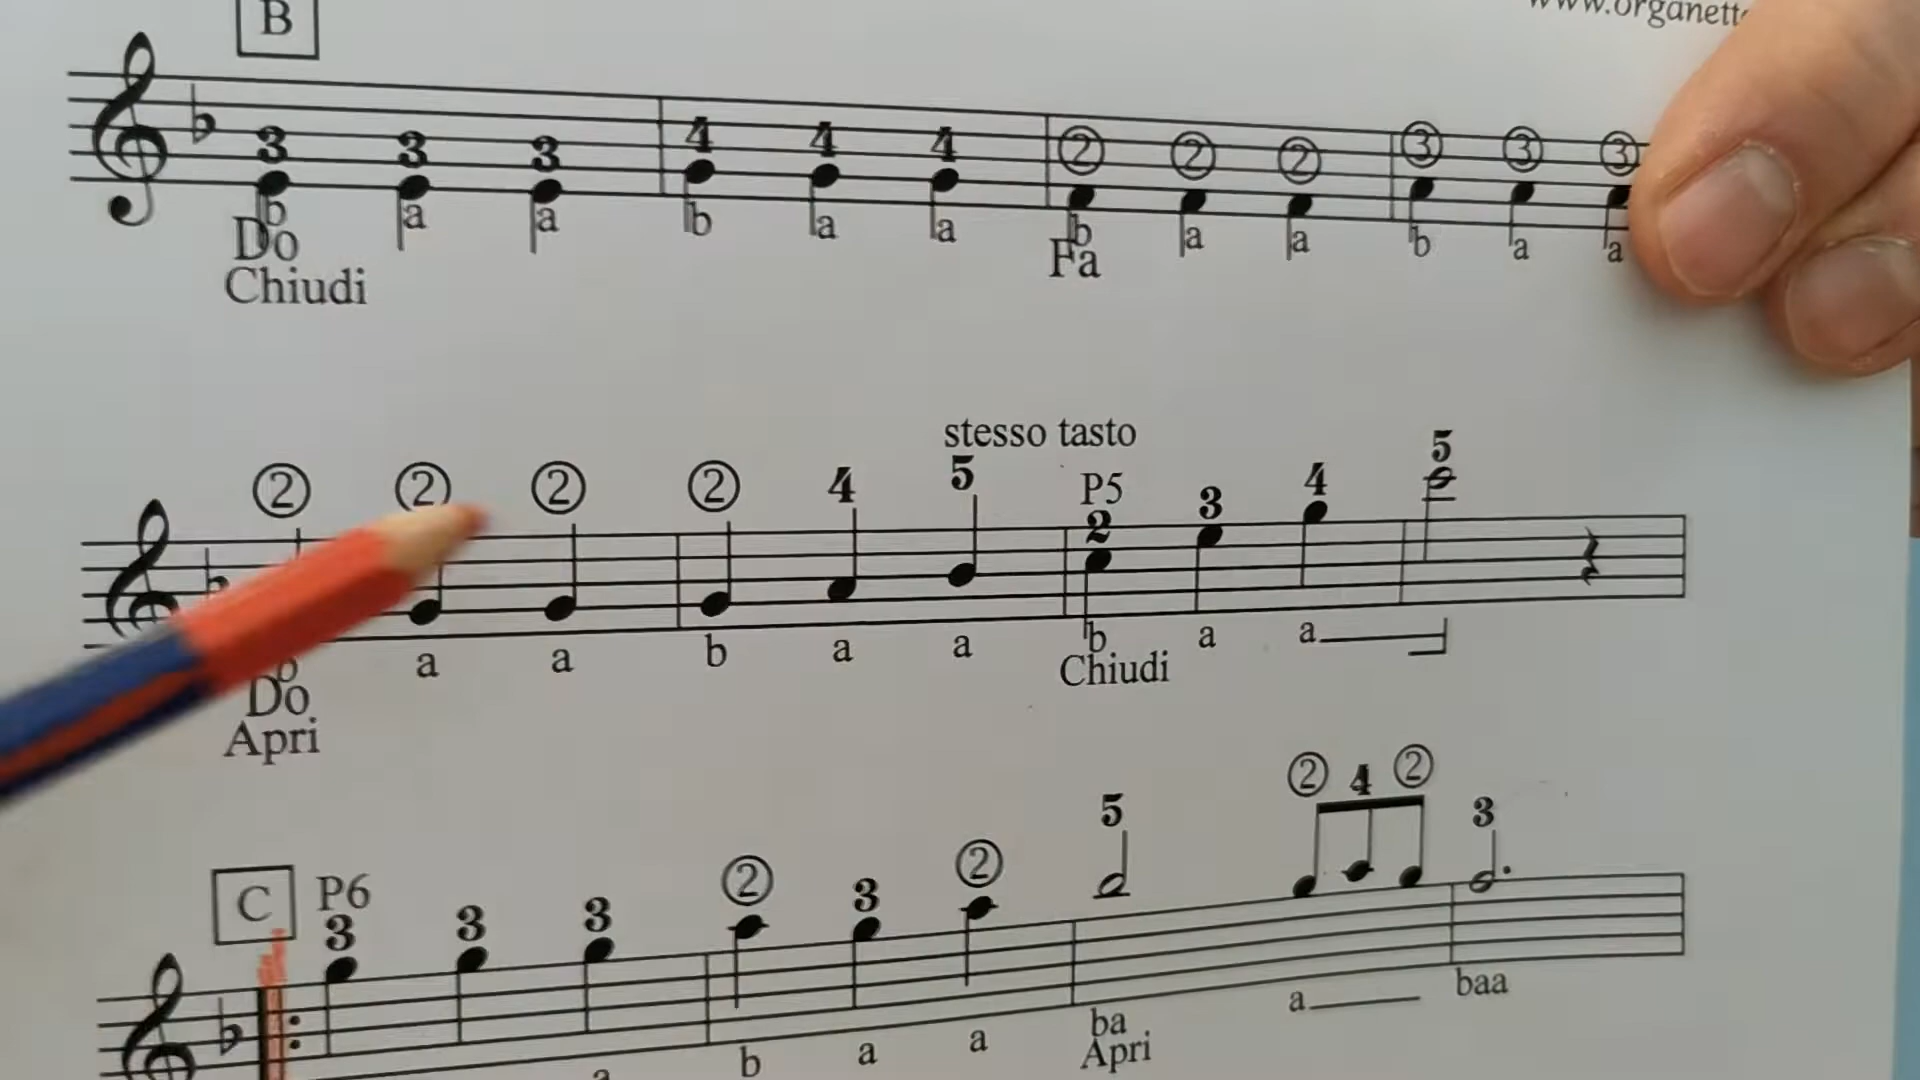 www.organett
B
3 3 3 4 4 4 ② ② ② ③ ③ ③
b a a b a a b a a b a a
Do Fa
Chiudi
stesso tasto
② ② ② ② 4 5 P5 2 3 4 5
b a a b a a b a a
Do Chiudi
Apri
C P6
3 3 3 ② 3 ② 5 ② 4 ② 3
a b a a ba a baa
Apri